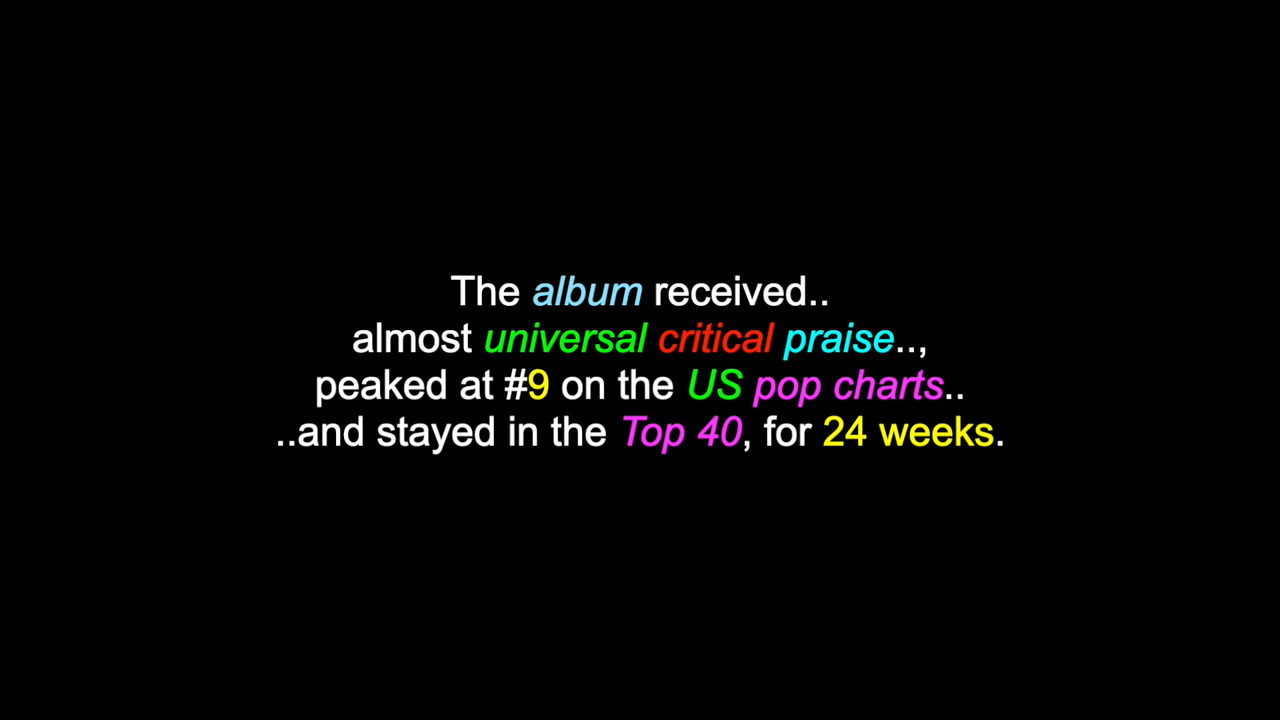 The album received..
almost universal critical praise..,
peaked at #9 on the US pop charts..
..and stayed in the Top 40, for 24 weeks.